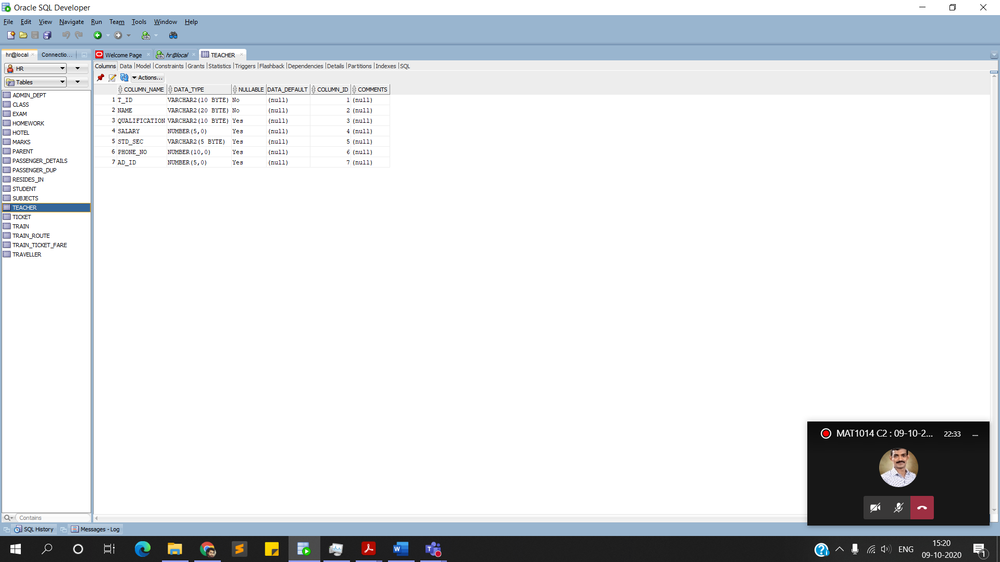 Oracle SQL Developer
File Edit View Navigate Run Team Tools Window Help
hr@local Connectio... Welcome Page hr@local TEACHER
HR
Tables
Columns Data Model Constraints Grants Statistics Triggers Flashback Dependencies Details Partitions Indexes SQL
Actions...
COLUMN_NAME DATA_TYPE NULLABLE DATA_DEFAULT COLUMN_ID COMMENTS
1 T_ID VARCHAR2(10 BYTE) No (null) 1 (null)
2 NAME VARCHAR2(20 BYTE) No (null) 2 (null)
3 QUALIFICATION VARCHAR2(10 BYTE) Yes (null) 3 (null)
4 SALARY NUMBER(5,0) Yes (null) 4 (null)
5 STD_SEC VARCHAR2(5 BYTE) Yes (null) 5 (null)
6 PHONE_NO NUMBER(10,0) Yes (null) 6 (null)
7 AD_ID NUMBER(5,0) Yes (null) 7 (null)
ADMIN_DEPT
CLASS
EXAM
HOMEWORK
HOTEL
MARKS
PARENT
PASSENGER_DETAILS
PASSENGER_DUP
RESIDES_IN
STUDENT
SUBJECTS
TEACHER
TICKET
TRAIN
TRAIN_ROUTE
TRAIN_TICKET_FARE
TRAVELLER
MAT1014 C2 : 09-10-2... 22:33
Contains
SQL History Messages - Log
ENG
15:20
09-10-2020
1